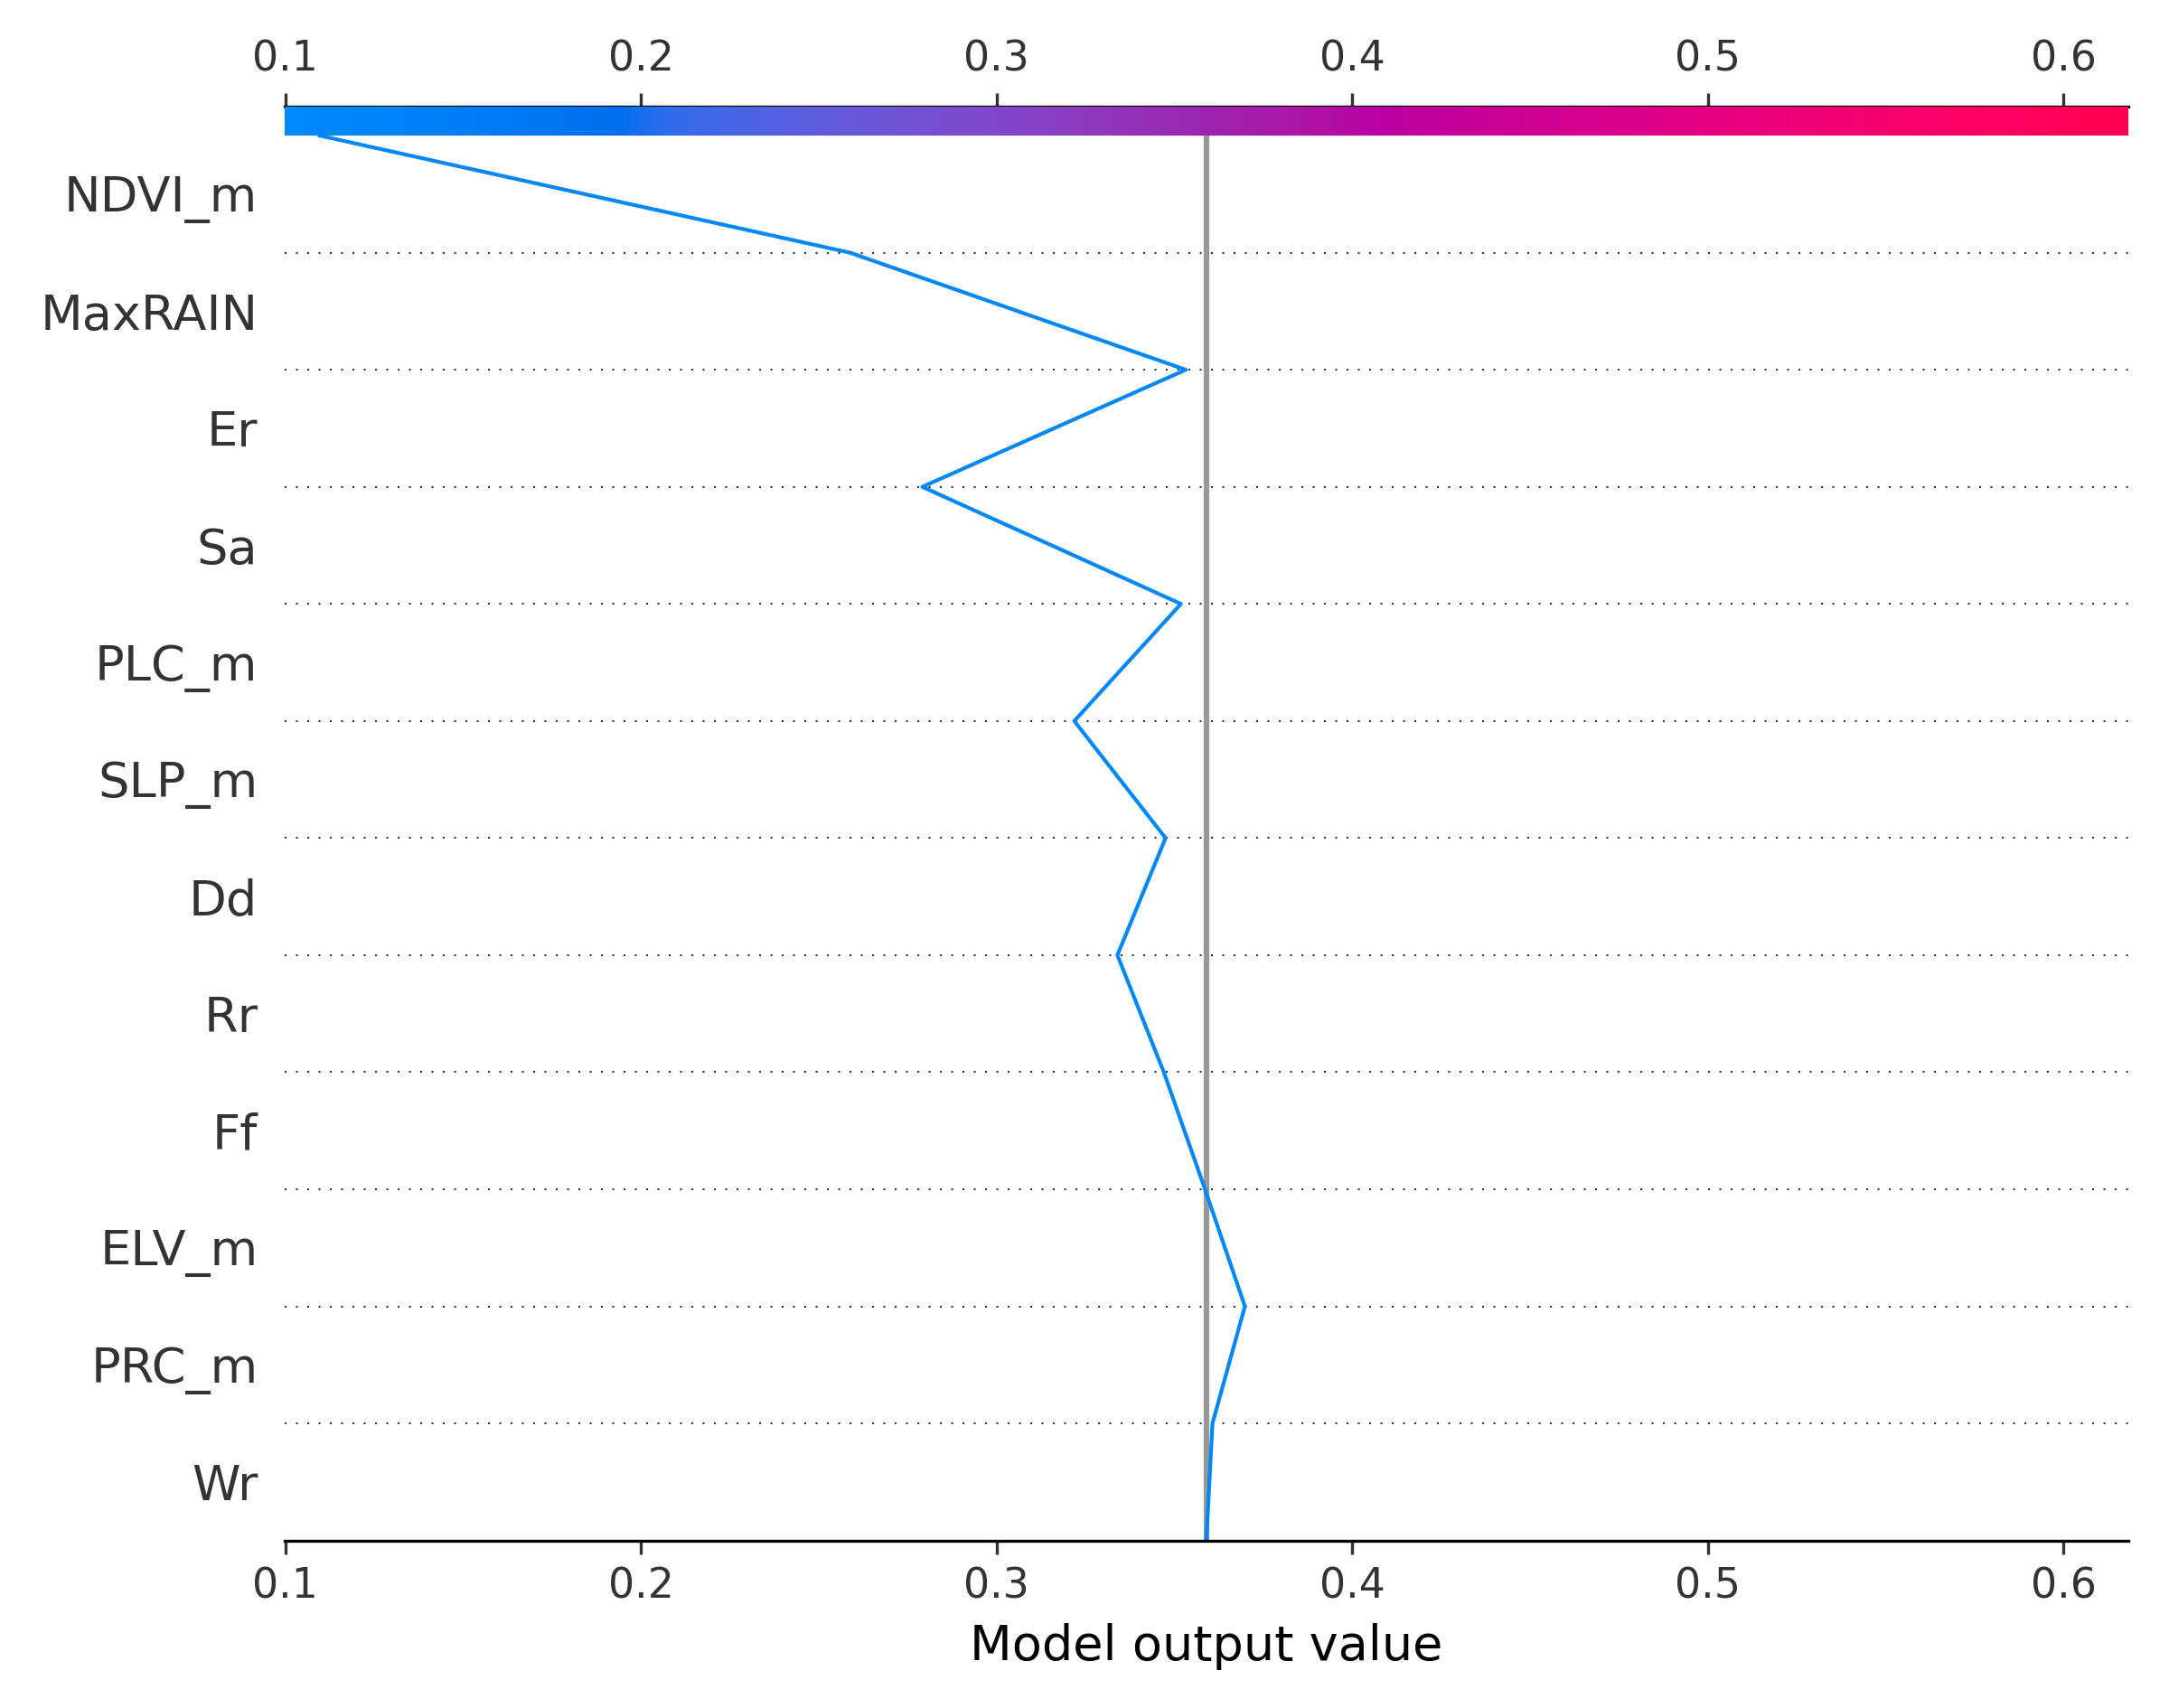 0.1 0.2 0.3 0.4 0.5 0.6
NDVI_m
MaxRAIN
Er
Sa
PLC_m
SLP_m
Dd
Rr
Ff
ELV_m
PRC_m
Wr
0.1 0.2 0.3 0.4 0.5 0.6
Model output value